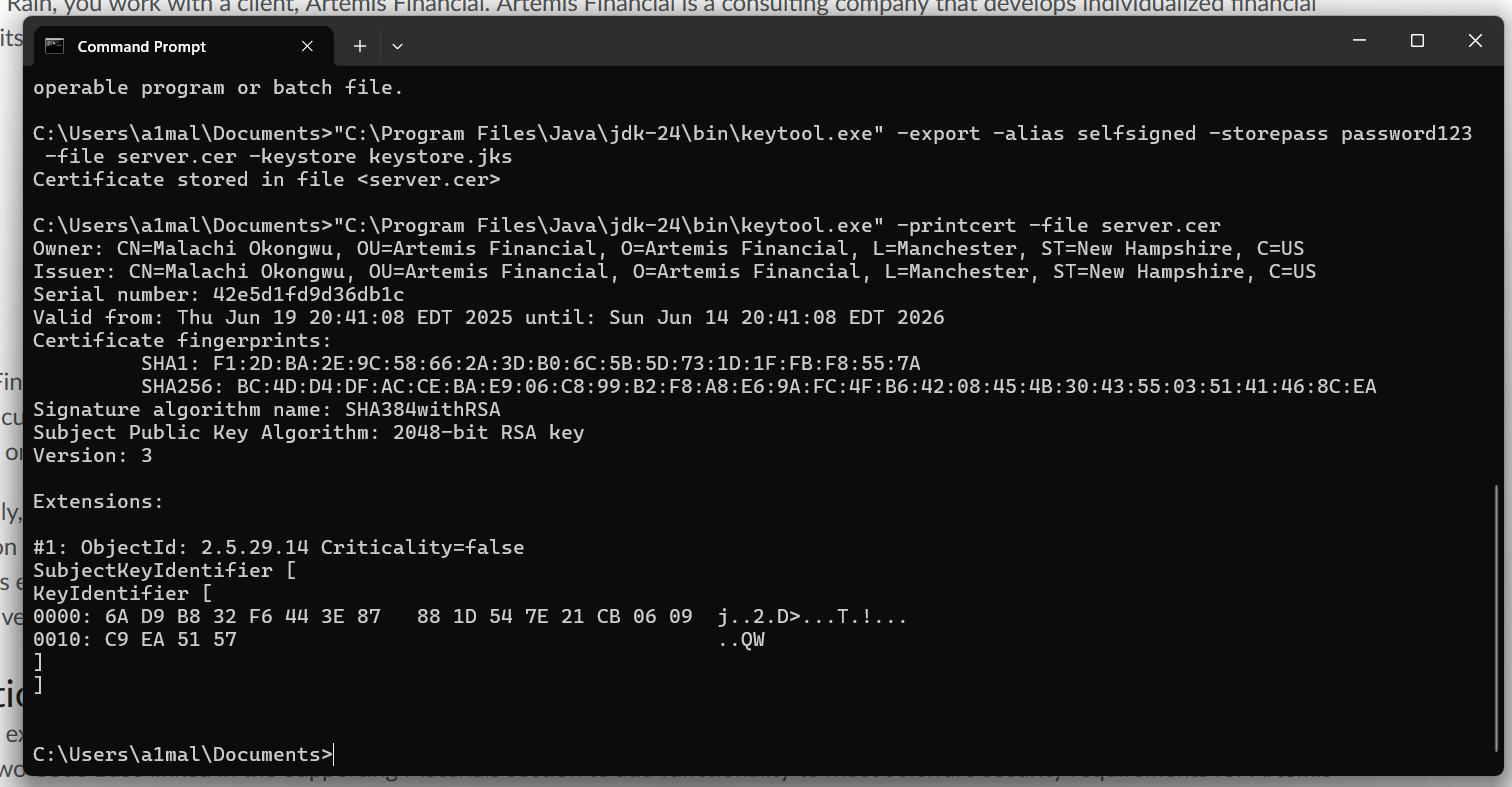 Rain, you work with a client, Artemis Financial. Artemis Financial is a consulting company that develops individualized financial
its
Command Prompt
operable program or batch file.
C:\Users\a1mal\Documents>"C:\Program Files\Java\jdk-24\bin\keytool.exe" -export -alias selfsigned -storepass password123
-file server.cer -keystore keystore.jks
Certificate stored in file <server.cer>
C:\Users\a1mal\Documents>"C:\Program Files\Java\jdk-24\bin\keytool.exe" -printcert -file server.cer
Owner: CN=Malachi Okongwu, OU=Artemis Financial, O=Artemis Financial, L=Manchester, ST=New Hampshire, C=US
Issuer: CN=Malachi Okongwu, OU=Artemis Financial, O=Artemis Financial, L=Manchester, ST=New Hampshire, C=US
Serial number: 42e5d1fd9d36db1c
Valid from: Thu Jun 19 20:41:08 EDT 2025 until: Sun Jun 14 20:41:08 EDT 2026
Certificate fingerprints:
SHA1: F1:2D:BA:2E:9C:58:66:2A:3D:B0:6C:5B:5D:73:1D:1F:FB:F8:55:7A
SHA256: BC:4D:D4:DF:AC:CE:BA:E9:06:C8:99:B2:F8:A8:E6:9A:FC:4F:B6:42:08:45:4B:30:43:55:03:51:41:46:8C:EA
Signature algorithm name: SHA384withRSA
Subject Public Key Algorithm: 2048-bit RSA key
Version: 3
Extensions:
#1: ObjectId: 2.5.29.14 Criticality=false
SubjectKeyIdentifier [
KeyIdentifier [
0000: 6A D9 B8 32 F6 44 3E 87   88 1D 54 7E 21 CB 06 09  j..2.D>...T.!...
0010: C9 EA 51 57                                        ..QW
]
]
C:\Users\a1mal\Documents>